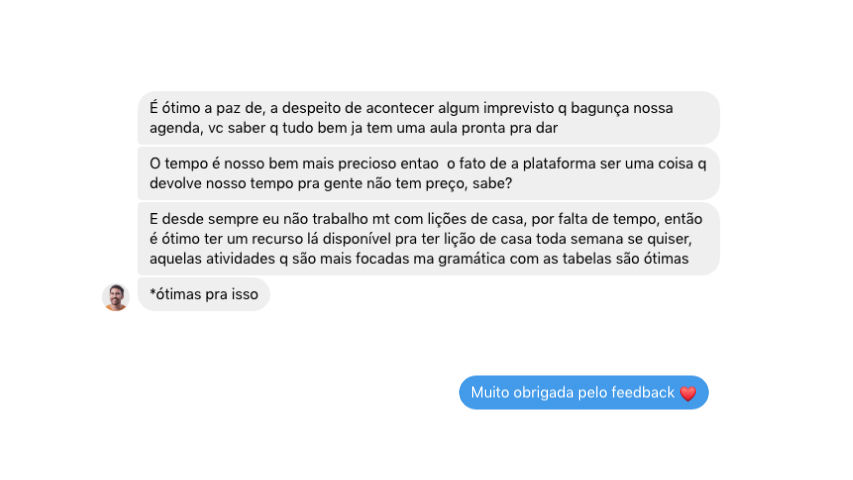 É ótimo a paz de, a despeito de acontecer algum imprevisto q bagunça nossa
agenda, vc saber q tudo bem ja tem uma aula pronta pra dar
O tempo é nosso bem mais precioso entao  o fato de a plataforma ser uma coisa q
devolve nosso tempo pra gente não tem preço, sabe?
E desde sempre eu não trabalho mt com lições de casa, por falta de tempo, então
é ótimo ter um recurso lá disponível pra ter lição de casa toda semana se quiser,
aquelas atividades q são mais focadas ma gramática com as tabelas são ótimas
*ótimas pra isso
Muito obrigada pelo feedback ♥️